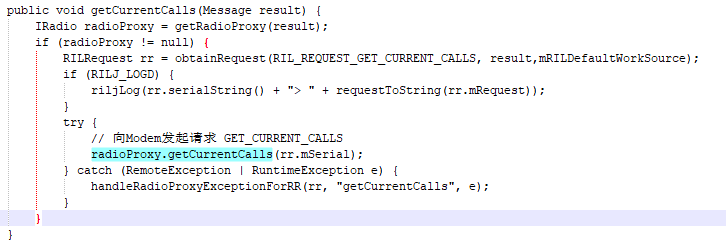 public void getCurrentCalls(Message result) {
    IRadio radioProxy = getRadioProxy(result);
    if (radioProxy != null) {
        RILRequest rr = obtainRequest(RIL_REQUEST_GET_CURRENT_CALLS, result,mRILDefaultWorkSource);
        if (RILJ_LOGD) {
            riljLog(rr.serialString() + "> " + requestToString(rr.mRequest));
        }
        try {
            // 向Modem发起请求 GET_CURRENT_CALLS
            radioProxy.getCurrentCalls(rr.mSerial);
        } catch (RemoteException | RuntimeException e) {
            handleRadioProxyExceptionForRR(rr, "getCurrentCalls", e);
        }
    }
}